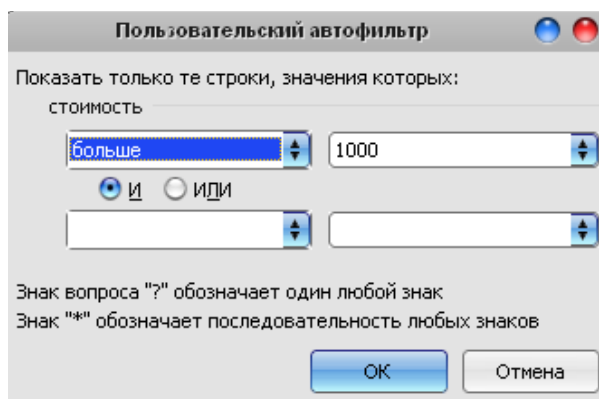 Пользовательский автофильтр
Показать только те строки, значения которых:
стоимость
больше 1000
И ИЛИ
Знак вопроса "?" обозначает один любой знак
Знак "*" обозначает последовательность любых знаков
ОК Отмена